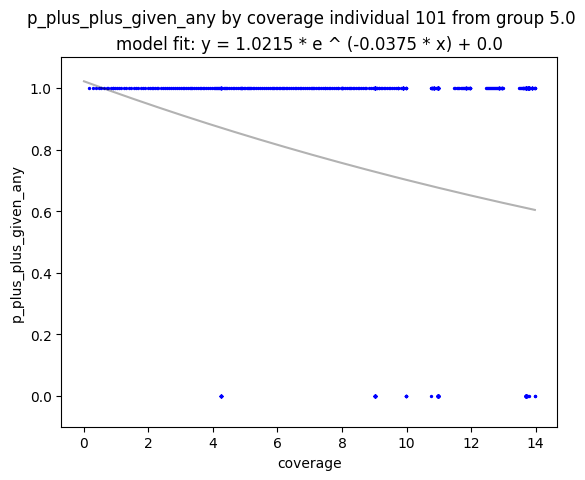 p_plus_plus_given_any by coverage individual 101 from group 5.0
model fit: y = 1.0215 * e ^ (-0.0375 * x) + 0.0
p_plus_plus_given_any
1.0
0.8
0.6
0.4
0.2
0.0
0 2 4 6 8 10 12 14
coverage